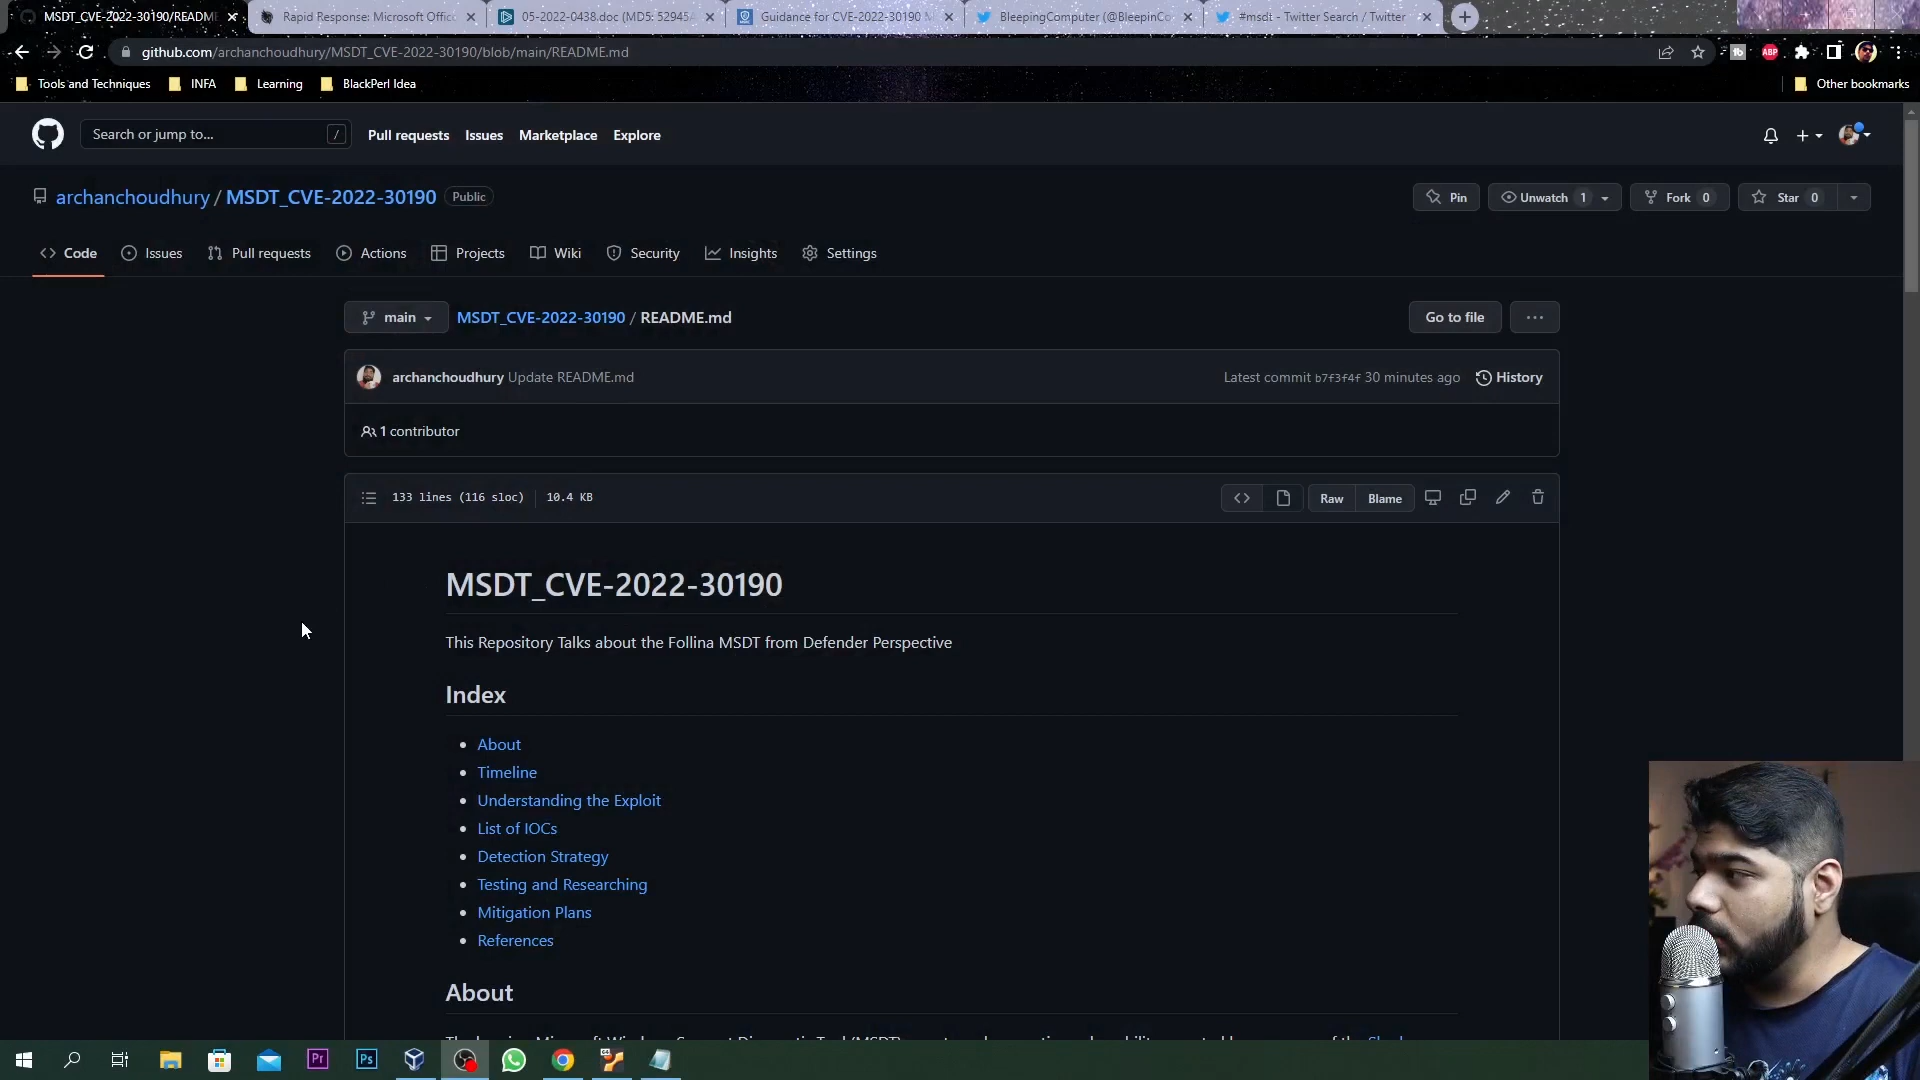 MSDT_CVE-2022-30190/README
Rapid Response: Microsoft Offic
05-2022-0438.doc (MD5: 52945
Guidance for CVE-2022-30190 M
BleepingComputer (@BleepinCo
#msdt - Twitter Search / Twitter
github.com/archanchoudhury/MSDT_CVE-2022-30190/blob/main/README.md
Tools and Techniques
INFA
Learning
BlackPerl Idea
Other bookmarks
Search or jump to...
/
Pull requests
Issues
Marketplace
Explore
archanchoudhury / MSDT_CVE-2022-30190
Public
Pin
Unwatch 1
Fork 0
Star 0
Code
Issues
Pull requests
Actions
Projects
Wiki
Security
Insights
Settings
main
MSDT_CVE-2022-30190 / README.md
Go to file
...
archanchoudhury Update README.md
Latest commit b7f3f4f 30 minutes ago
History
1 contributor
133 lines (116 sloc)
10.4 KB
Raw
Blame
MSDT_CVE-2022-30190
This Repository Talks about the Follina MSDT from Defender Perspective
Index
About
Timeline
Understanding the Exploit
List of IOCs
Detection Strategy
Testing and Researching
Mitigation Plans
References
About
ABP
Pr
Ps